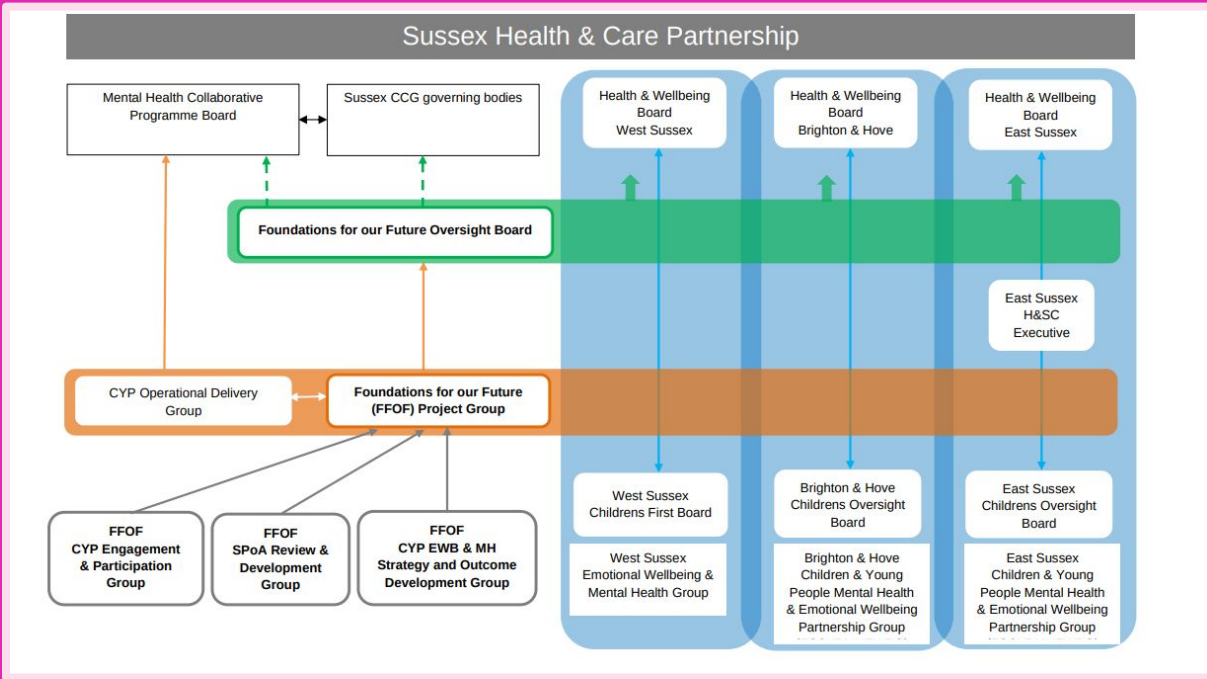 Sussex Health & Care Partnership
Mental Health Collaborative
Programme Board
Sussex CCG governing bodies
Health & Wellbeing
Board
West Sussex
Health & Wellbeing
Board
Brighton & Hove
Health & Wellbeing
Board
East Sussex
Foundations for our Future Oversight Board
East Sussex
H&SC
Executive
CYP Operational Delivery
Group
Foundations for our Future
(FFOF) Project Group
FFOF
CYP Engagement
& Participation
Group
FFOF
SPoA Review &
Development
Group
FFOF
CYP EWB & MH
Strategy and Outcome
Development Group
West Sussex
Childrens First Board
Brighton & Hove
Childrens Oversight
Board
East Sussex
Childrens Oversight
Board
West Sussex
Emotional Wellbeing &
Mental Health Group
Brighton & Hove
Children & Young
People Mental Health
& Emotional Wellbeing
Partnership Group
East Sussex
Children & Young
People Mental Health
& Emotional Wellbeing
Partnership Group